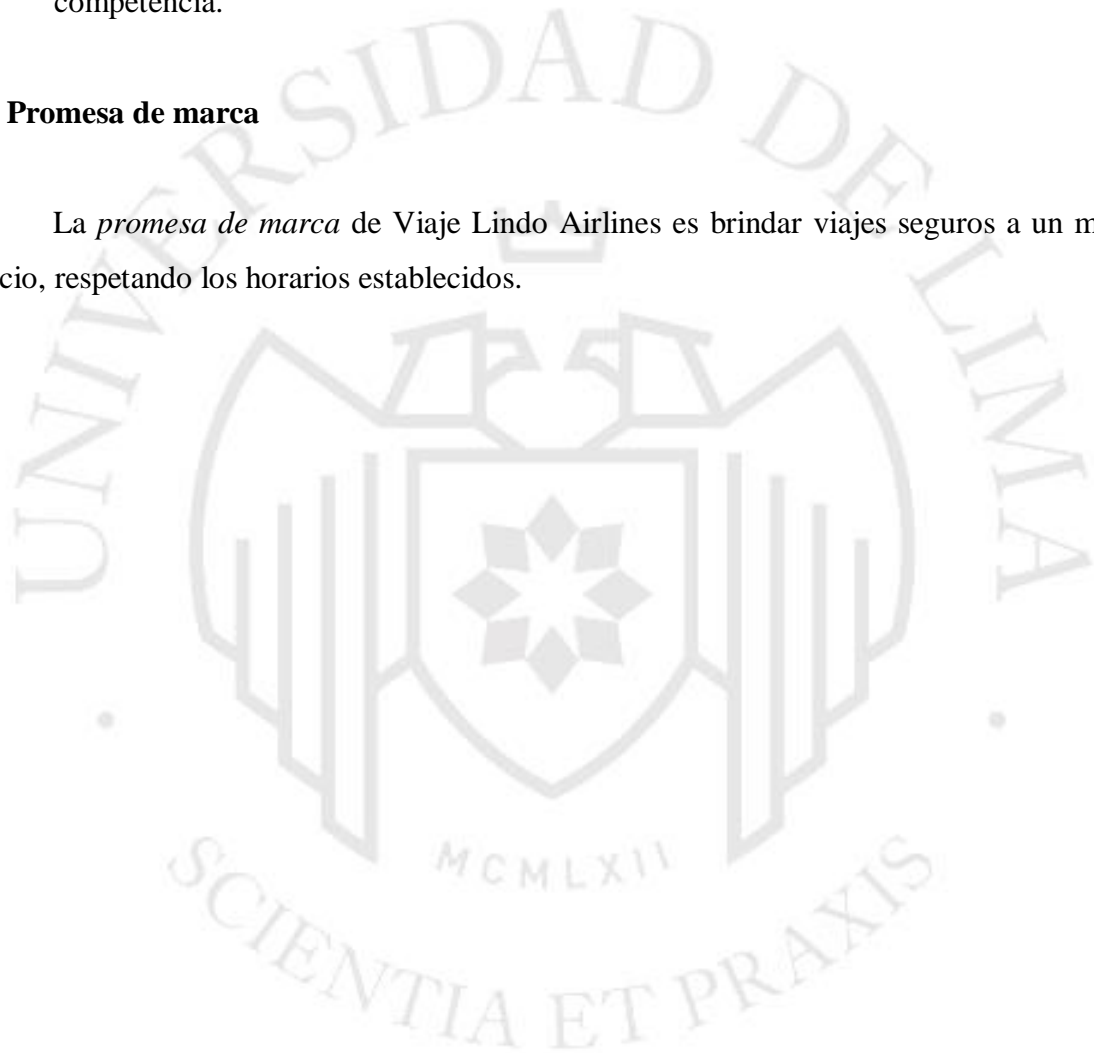 competencia.
Promesa de marca
La promesa de marca de Viaje Lindo Airlines es brindar viajes seguros a un m
cio, respetando los horarios establecidos.
UNIVERSIDAD DE LIMA
MCMLXII
SCIENTIA ET PRAXIS